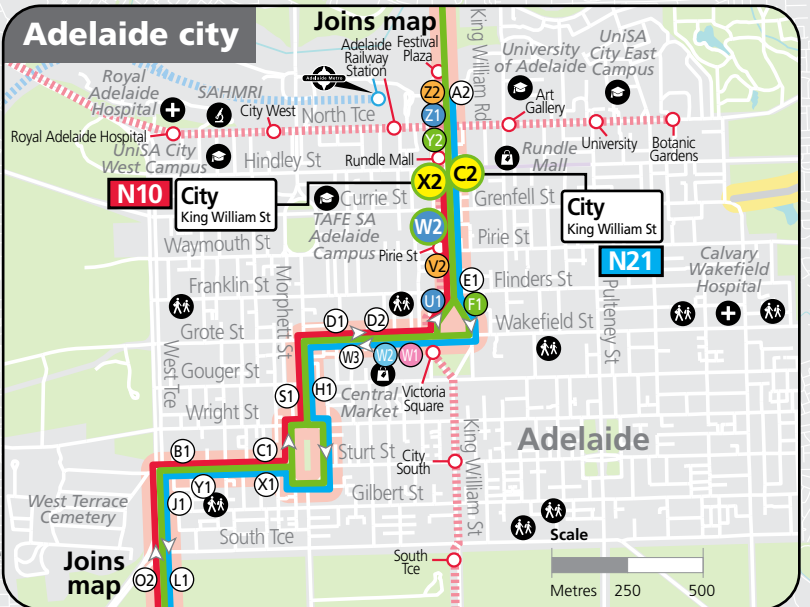 Adelaide city
Joins map
Adelaide
Railway
Station
Festival
Plaza
King William Rd
University
of Adelaide
UniSA
City East
Campus
Royal
Adelaide
Hospital
SAHMRI
Adelaide Metro
Z2
A2
Art
Gallery
City West
North Tce
Z1
Royal Adelaide Hospital
Y2
University
Botanic
Gardens
UniSA City
West Campus
Hindley St
Rundle Mall
Rundle
Mall
X2
C2
N10
City
King William St
Currie St
Grenfell St
City
King William St
TAFE SA
Adelaide
Campus
W2
Waymouth St
Pirie St
Pirie St
N21
V2
Franklin St
Morphett St
E1
Flinders St
Pulteney St
Calvary
Wakefield
Hospital
U1
F1
Grote St
D1
D2
Wakefield St
West Tce
Gouger St
W3
W2
W1
S1
H1
Central
Market
Victoria
Square
Wright St
King William St
B1
C1
Sturt St
City
South
Adelaide
Y1
X1
Gilbert St
West Terrace
Cemetery
J1
South Tce
Scale
Joins
map
O2
L1
South
Tce
Metres 250 500